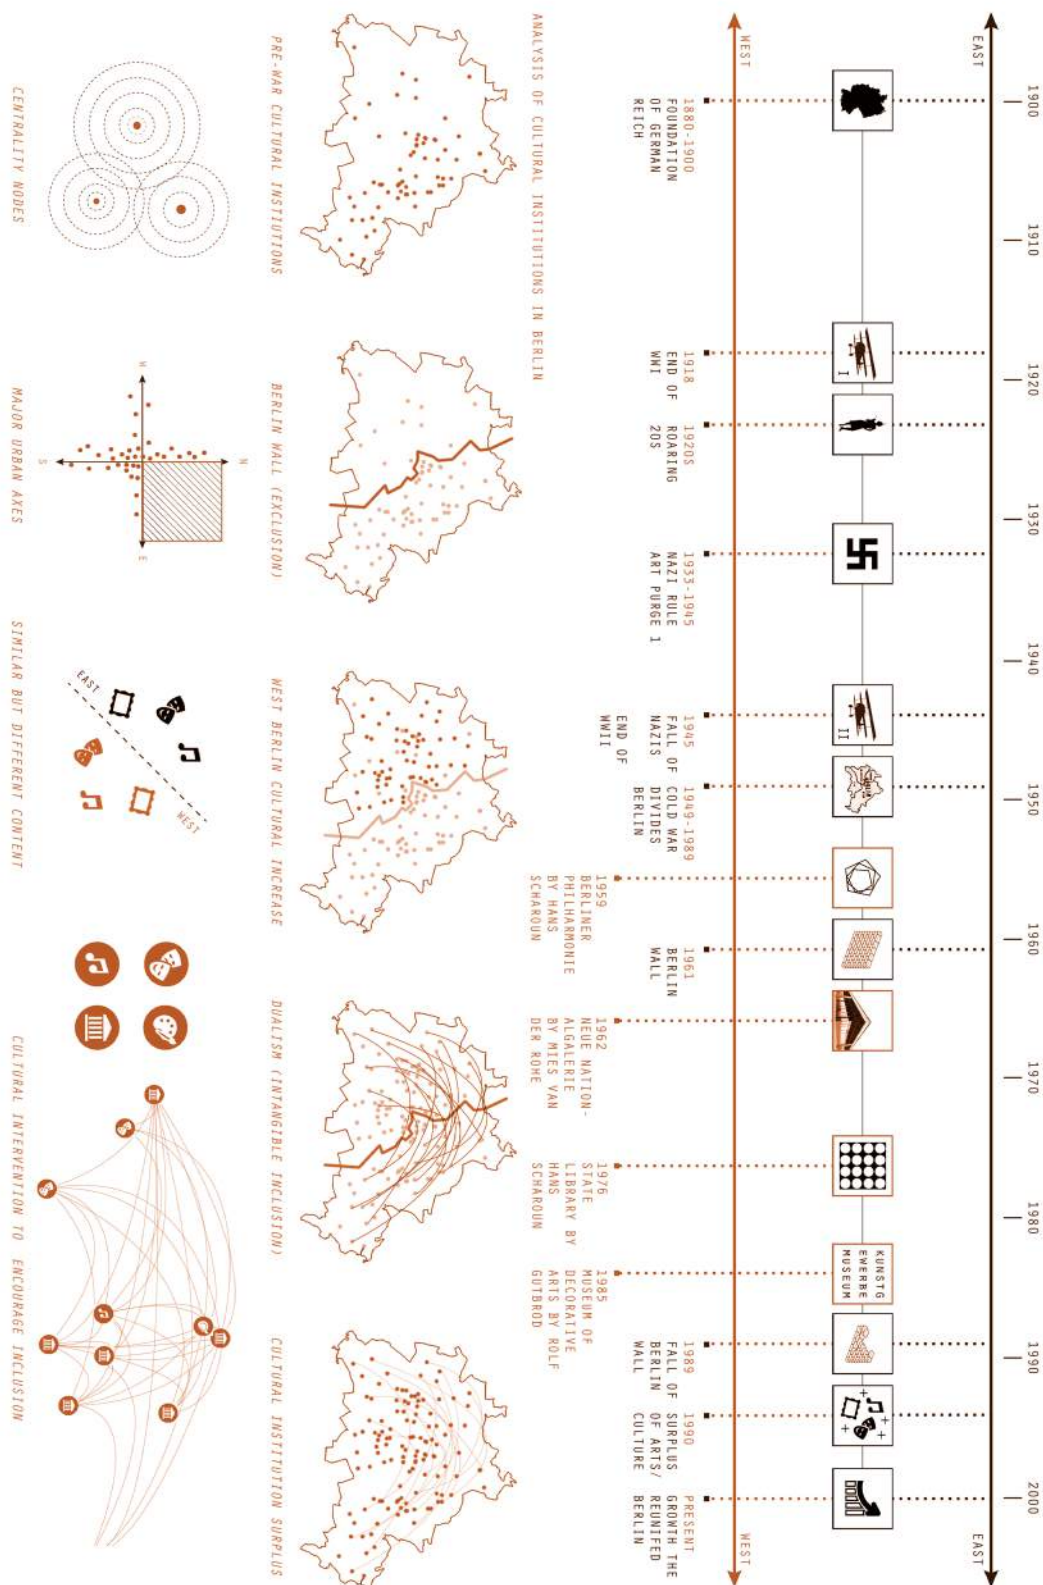 1900
1910
1920
1930
1940
1950
1960
1970
1980
1990
2000
EAST
EAST
I
II
KUNSTG
EWERBE
MUSEUM
WEST
WEST
1880-1900
FOUNDATION
OF GERMAN
REICH
1918
END OF
WWI
1920S
ROARING
20S
1933-1945
NAZI RULE
ART PURGE 1
1945
FALL OF
NAZIS
END OF
WWII
1949-1989
COLD WAR
DIVIDES
BERLIN
1959
BERLINER
PHILHARMONIE
BY HANS
SCHAROUN
1961
BERLIN
WALL
1962
NEUE NATION-
ALGALERIE
BY MIES VAN
DER ROHE
1976
STATE
LIBRARY BY
HANS
SCHAROUN
1985
MUSEUM OF
DECORATIVE
ARTS BY ROLF
GUTBROD
1989
FALL OF
BERLIN
WALL
1990
SURPLUS
OF ARTS/
CULTURE
PRESENT
GROWTH THE
REUNIFED
BERLIN
ANALYSIS OF CULTURAL INSTITUTIONS IN BERLIN
PRE-WAR CULTURAL INSTIUTIONS
BERLIN WALL (EXCLUSION)
WEST BERLIN CULTURAL INCREASE
DUALISM (INTANGIBLE INCLUSION)
CULTURAL INSTITUTION SURPLUS
N
W
E
S
EAST
WEST
CENTRALITY NODES
MAJOR URBAN AXES
SIMILAR BUT DIFFERENT CONTENT
CULTURAL INTERVENTION TO ENCOURAGE INCLUSION